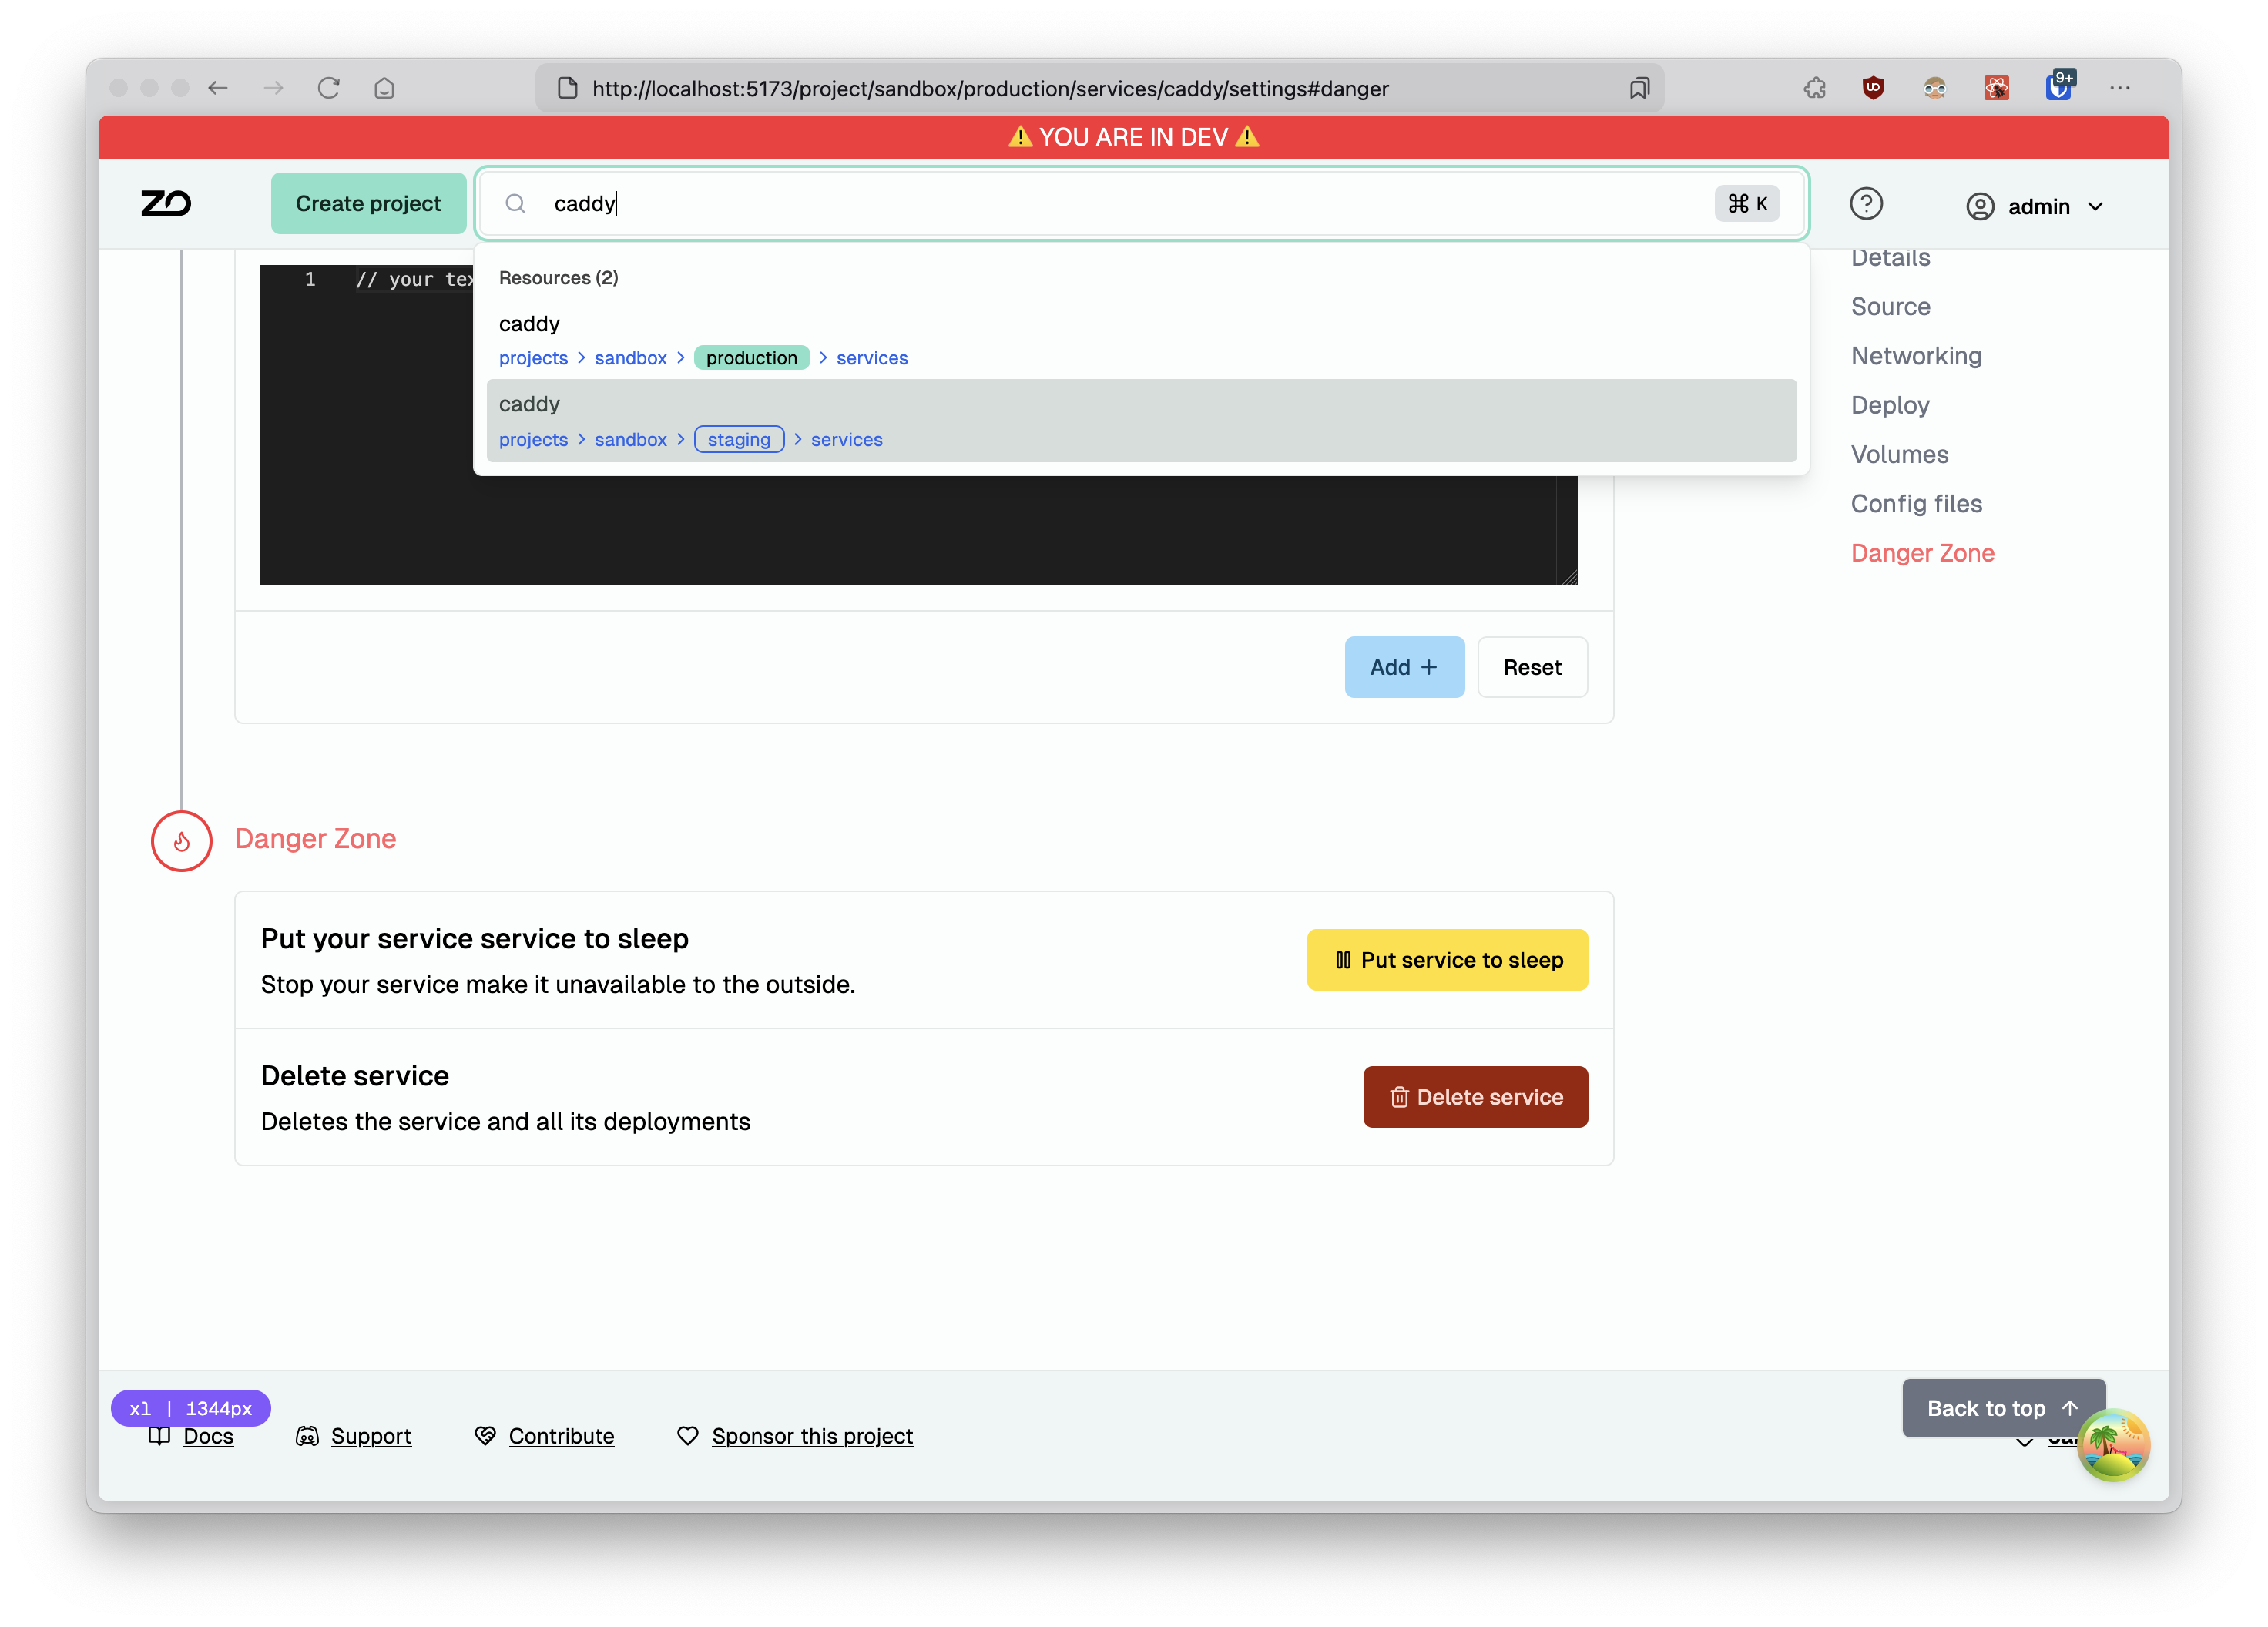 http://localhost:5173/project/sandbox/production/services/caddy/settings#danger
9+
⚠️ YOU ARE IN DEV ⚠️
ZO
Create project
caddy
⌘ K
admin
Resources (2)
caddy
projects > sandbox > production > services
caddy
projects > sandbox > staging > services
1 // your tex
Details
Source
Networking
Deploy
Volumes
Config files
Danger Zone
Add +
Reset
Danger Zone
Put your service service to sleep
Stop your service make it unavailable to the outside.
Put service to sleep
Delete service
Deletes the service and all its deployments
Delete service
xl | 1344px
Back to top ↑
Docs
Support
Contribute
Sponsor this project